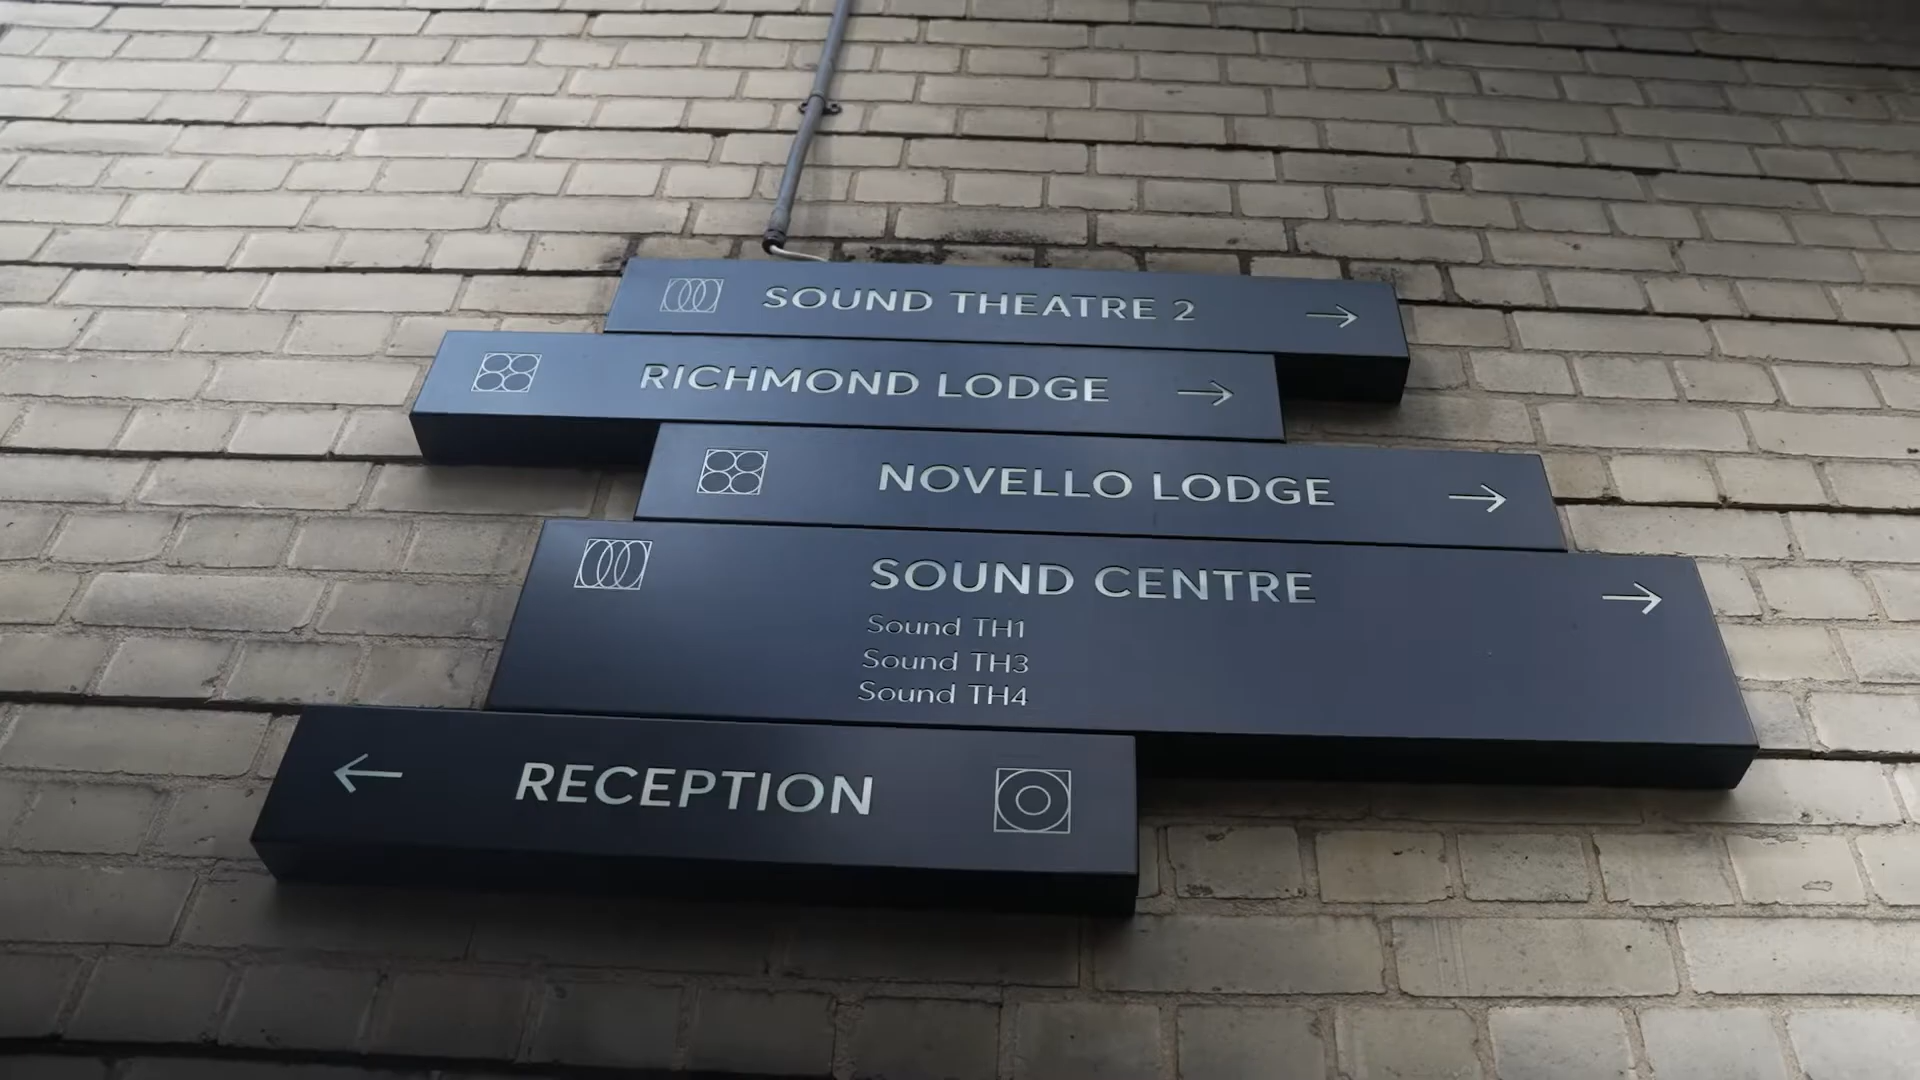 SOUND THEATRE 2 →
RICHMOND LODGE →
NOVELLO LODGE →
SOUND CENTRE →
Sound TH1
Sound TH3
Sound TH4
← RECEPTION